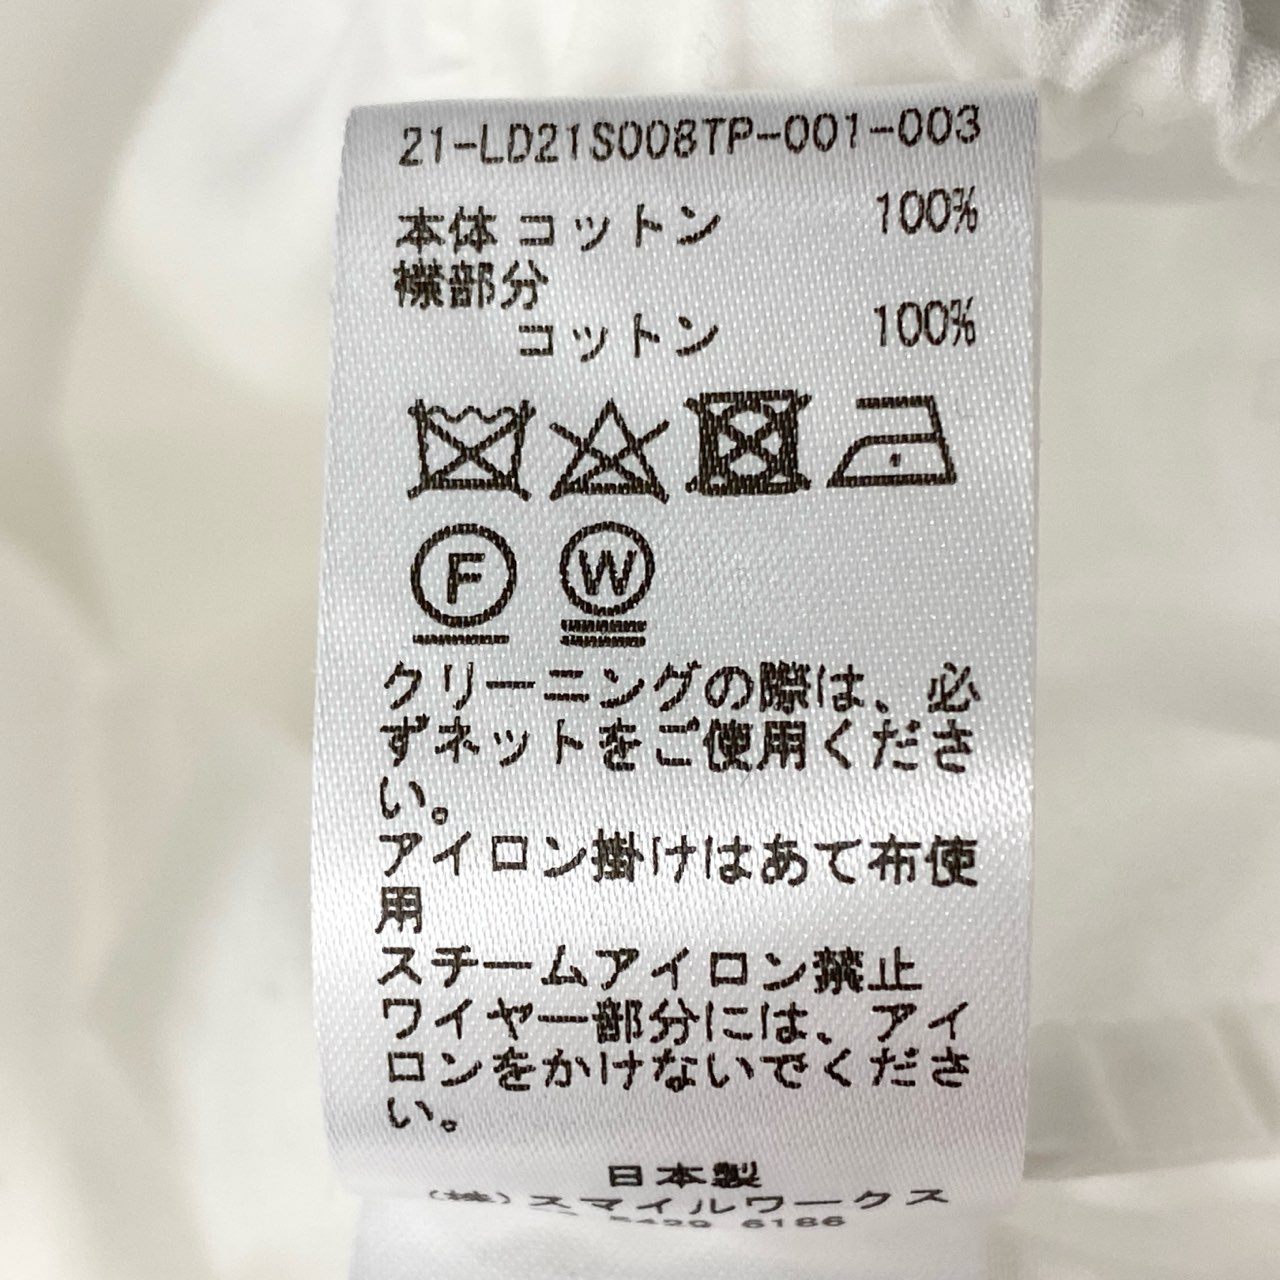 21-LD21S008TP-001-003
本体 コットン 100%
襟部分
コットン 100%
F W
クリーニングの際は、必
ずネットをご使用くださ
い。
アイロン掛けはあて布使
用
スチームアイロン禁止
ワイヤー部分には、アイ
ロンをかけないでくださ
い。
日本製
(株)スマイルワークス
6186